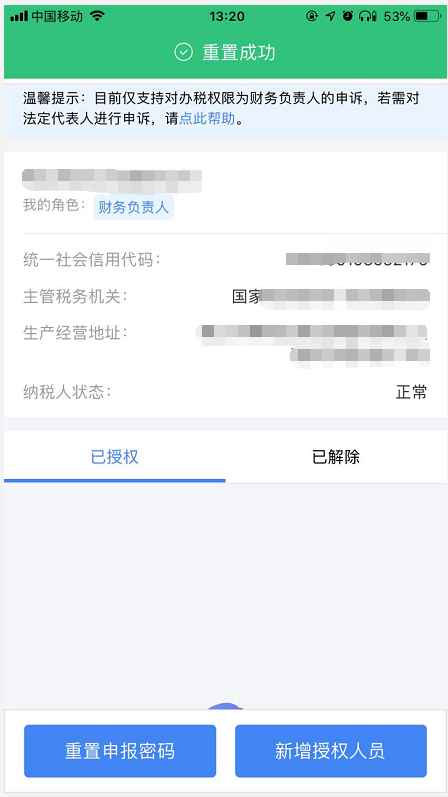 中国移动
13:20
53%
重置成功
温馨提示：目前仅支持对办税权限为财务负责人的申诉，若需对
法定代表人进行申诉，请点此帮助。
我的角色：
财务负责人
统一社会信用代码：
主管税务机关：
国家
生产经营地址：
纳税人状态：
正常
已授权
已解除
重置申报密码
新增授权人员